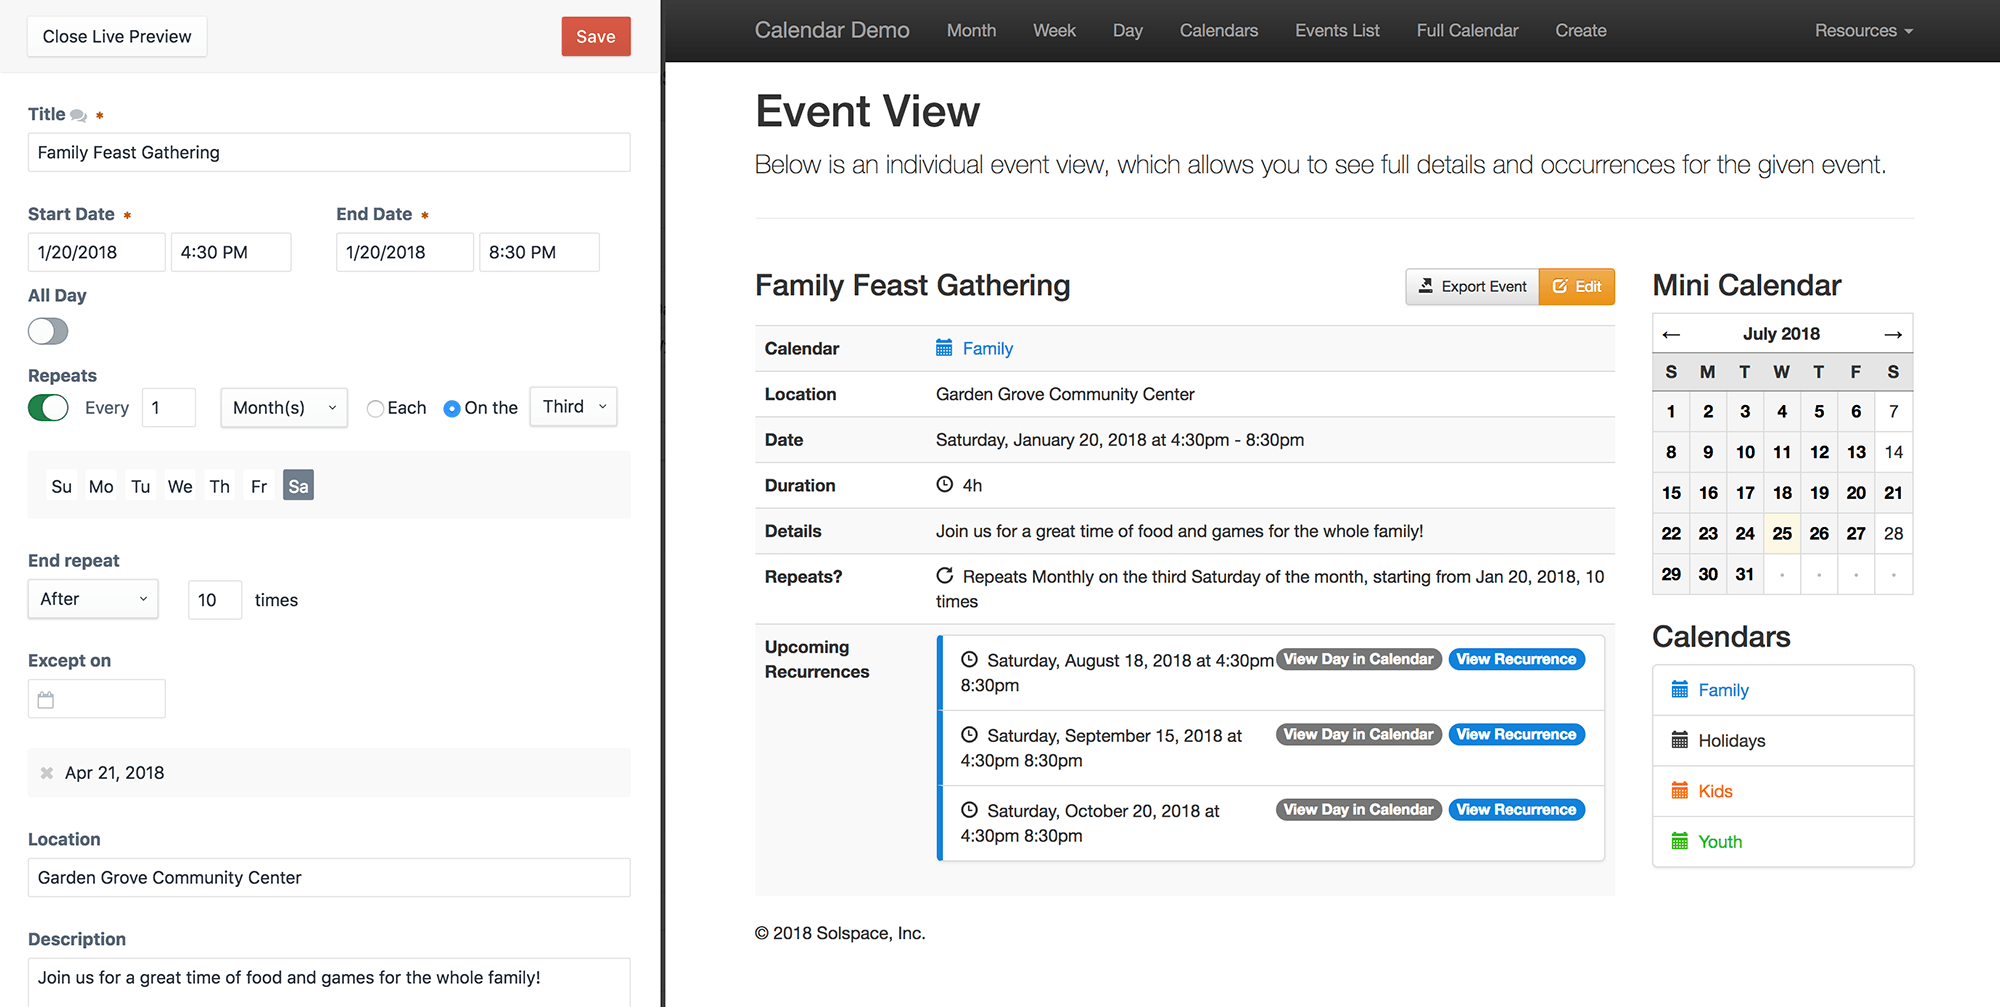 Close Live Preview
Save
Title *
Family Feast Gathering
Start Date *
End Date *
1/20/2018
4:30 PM
1/20/2018
8:30 PM
All Day
Repeats
Every
1
Month(s)
Each
On the
Third
Su Mo Tu We Th Fr Sa
End repeat
After
10
times
Except on
Apr 21, 2018
Location
Garden Grove Community Center
Description
Join us for a great time of food and games for the whole family!
Calendar Demo
Month
Week
Day
Calendars
Events List
Full Calendar
Create
Resources
Event View
Below is an individual event view, which allows you to see full details and occurrences for the given event.
Family Feast Gathering
Export Event
Edit
Calendar
Family
Location
Garden Grove Community Center
Date
Saturday, January 20, 2018 at 4:30pm - 8:30pm
Duration
4h
Details
Join us for a great time of food and games for the whole family!
Repeats?
Repeats Monthly on the third Saturday of the month, starting from Jan 20, 2018, 10
times
Upcoming
Recurrences
Saturday, August 18, 2018 at 4:30pm
8:30pm
View Day in Calendar
View Recurrence
Saturday, September 15, 2018 at
4:30pm 8:30pm
View Day in Calendar
View Recurrence
Saturday, October 20, 2018 at
4:30pm 8:30pm
View Day in Calendar
View Recurrence
Mini Calendar
← July 2018 →
S M T W T F S
1 2 3 4 5 6 7
8 9 10 11 12 13 14
15 16 17 18 19 20 21
22 23 24 25 26 27 28
29 30 31 · · · ·
Calendars
Family
Holidays
Kids
Youth
© 2018 Solspace, Inc.